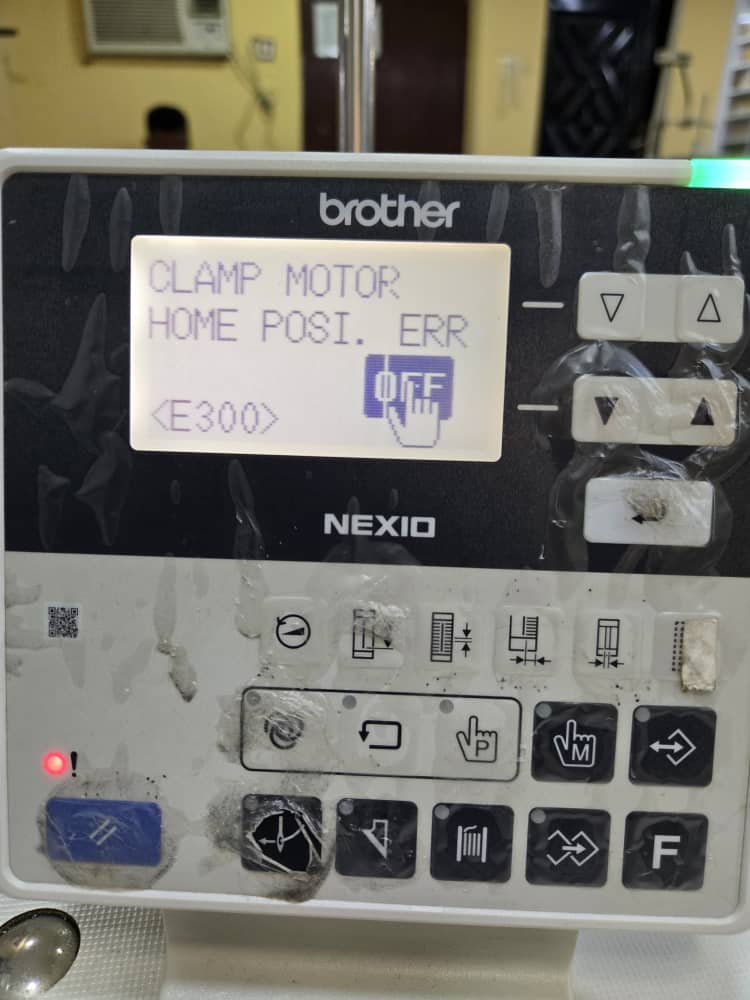 brother
CLAMP MOTOR
HOME POSI. ERR
OFF
<E300>
NEXIO
P
M
!
F